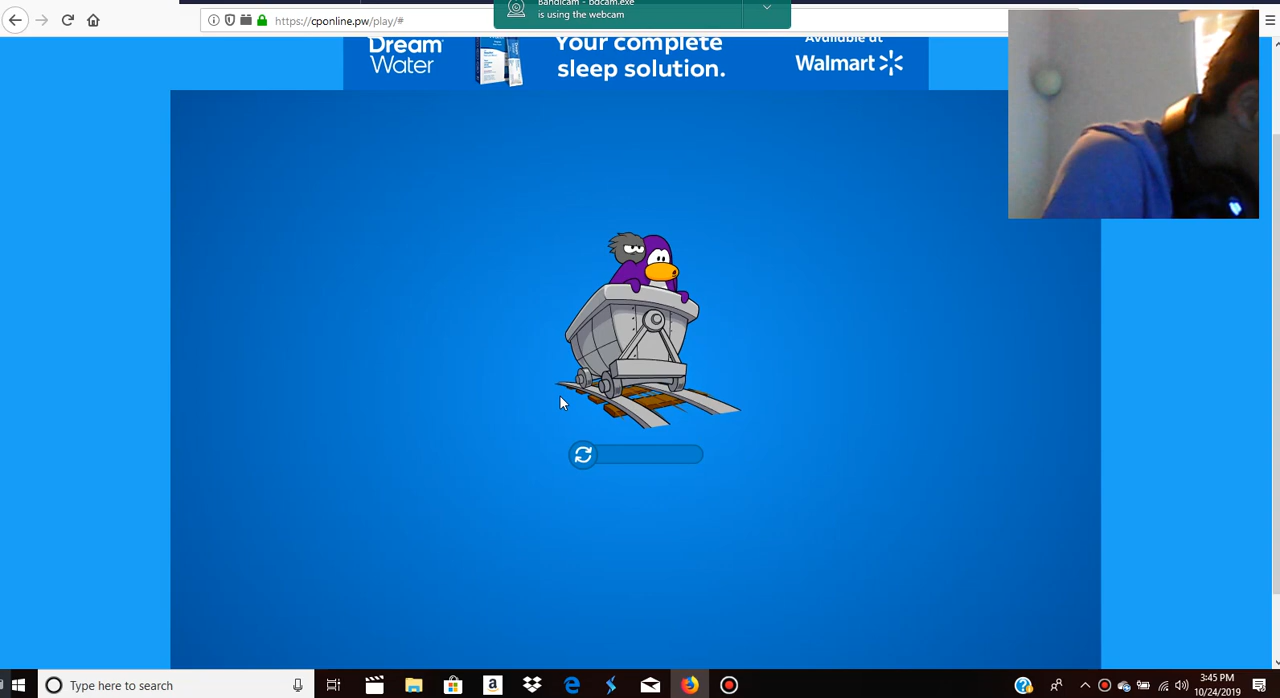 https://cponline.pw/play/#
Bandicam - bdcam.exe
is using the webcam
Dream
Water
Your complete
sleep solution.
Available at
Walmart
Type here to search
3:45 PM
10/24/2019